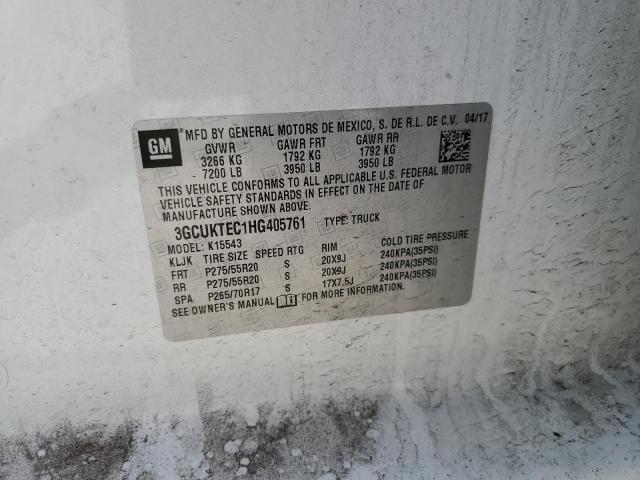 GM
*MFD BY GENERAL MOTORS DE MEXICO, S. DE R.L. DE C.V. 04/17
GVWR GAWR FRT GAWR RR
3266 KG 1792 KG 1792 KG
7200 LB 3950 LB 3950 LB
THIS VEHICLE CONFORMS TO ALL APPLICABLE U.S. FEDERAL MOTOR
VEHICLE SAFETY STANDARDS IN EFFECT ON THE DATE OF
MANUFACTURE SHOWN ABOVE.
3GCUKTEC1HG405761 TYPE: TRUCK
MODEL: K15543
KLJK TIRE SIZE SPEED RTG RIM COLD TIRE PRESSURE
FRT P275/55R20 S 20X9J 240KPA(35PSI)
RR P275/55R20 S 20X9J 240KPA(35PSI)
SPA P265/70R17 S 17X7.5J 240KPA(35PSI)
SEE OWNER'S MANUAL FOR MORE INFORMATION.